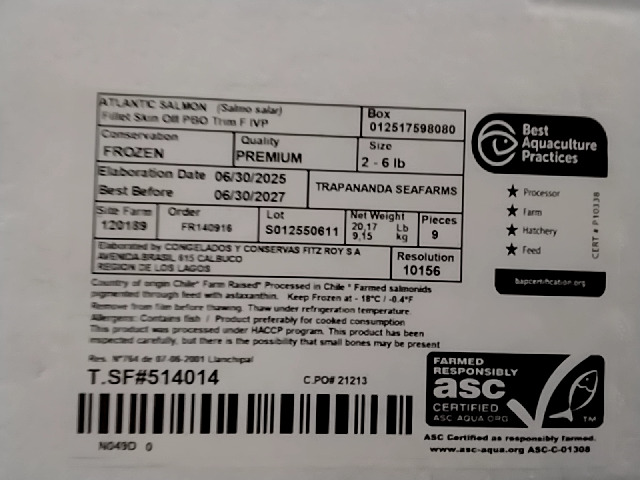 ATLANTIC SALMON (Salmo salar)
Fillet Skin Off PBO Trim F IVP
Box
012517598080
Conservation
FROZEN
Quality
PREMIUM
Size
2 - 6 lb
Elaboration Date 06/30/2025
Best Before 06/30/2027
TRAPANANDA SEAFARMS
Site Farm
120189
Order
FR140916
Lot
S012550611
Net Weight
20,17 Lb
9,15 kg
Pieces
9
Elaborated by CONGELADOS Y CONSERVAS FITZ ROY S A
AVENIDA BRASIL 815 CALBUCO
REGION DE LOS LAGOS
Resolution
10156
Country of origin Chile* Farm Raised* Processed in Chile * Farmed salmonids
pigmented through feed with astaxanthin. Keep Frozen at - 18°C / -0.4°F
Remove from film before thawing. Thaw under refrigeration temperature
Allergens: Contains fish / Product preferably for cooked consumption
This product was processed under HACCP program. This product has been
inspected carefully, but there is the possibility that small bones may be present
Res. N°764 de 07-06-2001 Llanchipal
T.SF#514014
C.PO# 21213
N049D 0
Best
Aquaculture
Practices
Processor
Farm
Hatchery
Feed
CERT # P10338
bapcertification.org
FARMED
RESPONSIBLY
asc
CERTIFIED
ASC-AQUA.ORG
TM
ASC Certified as responsibly farmed.
www.asc-aqua.org ASC-C-01308